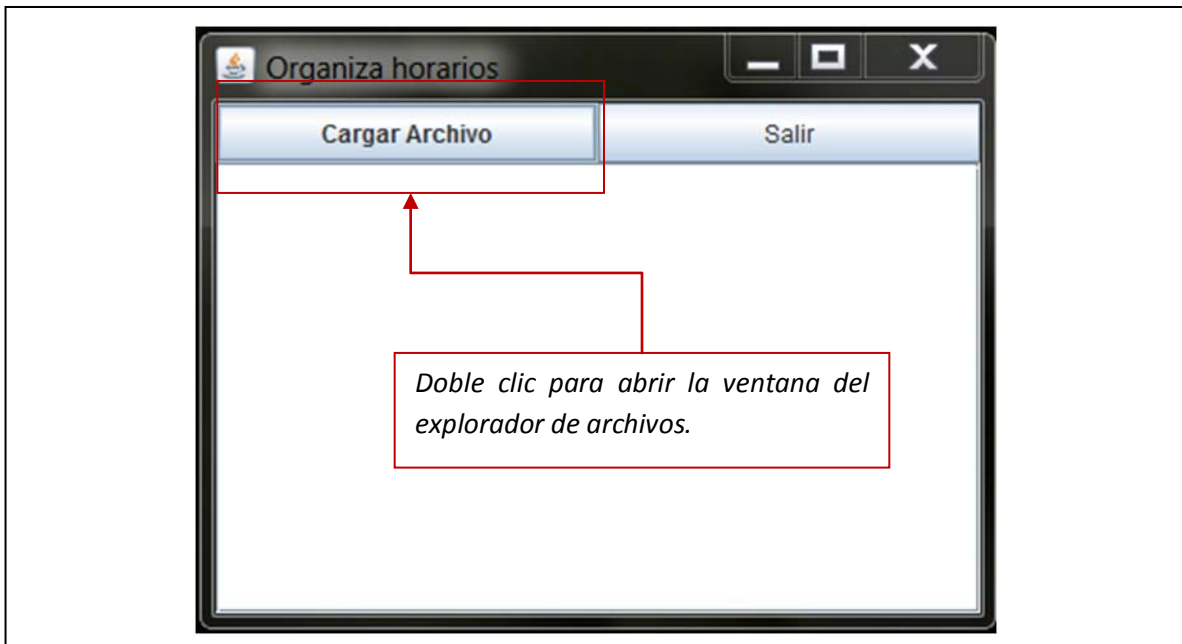 Organiza horarios
Cargar Archivo
Salir
Doble clic para abrir la ventana del
explorador de archivos.